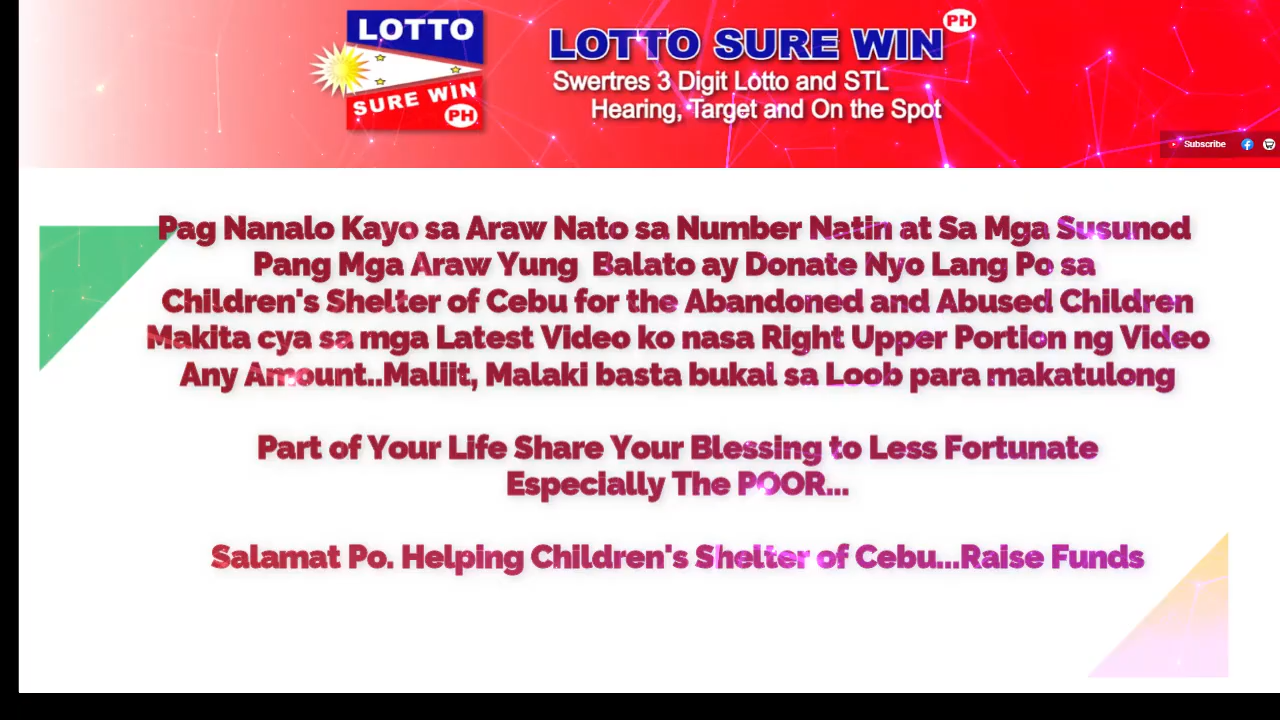 LOTTO
SURE WIN
PH
LOTTO SURE WIN PH
Swertres 3 Digit Lotto and STL
Hearing, Target and On the Spot
Subscribe
Pag Nanalo Kayo sa Araw Nato sa Number Natin at Sa Mga Susunod
Pang Mga Araw Yung Balato ay Donate Nyo Lang Po sa
Children's Shelter of Cebu for the Abandoned and Abused Children
Makita cya sa mga Latest Video ko nasa Right Upper Portion ng Video
Any Amount..Maliit, Malaki basta bukal sa Loob para makatulong
Part of Your Life Share Your Blessing to Less Fortunate
Especially The POOR...
Salamat Po. Helping Children's Shelter of Cebu...Raise Funds